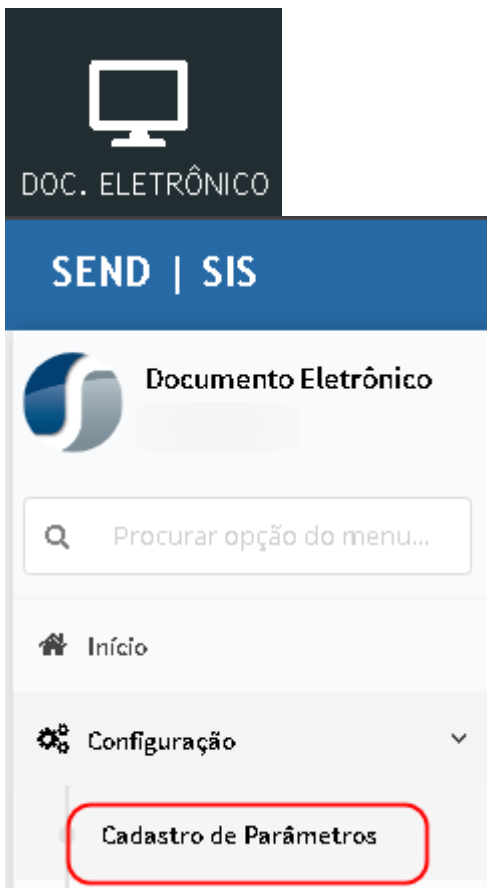 DOC. ELETRÔNICO
SEND | SIS
Documento Eletrônico
Procurar opção do menu...
Início
Configuração
Cadastro de Parâmetros